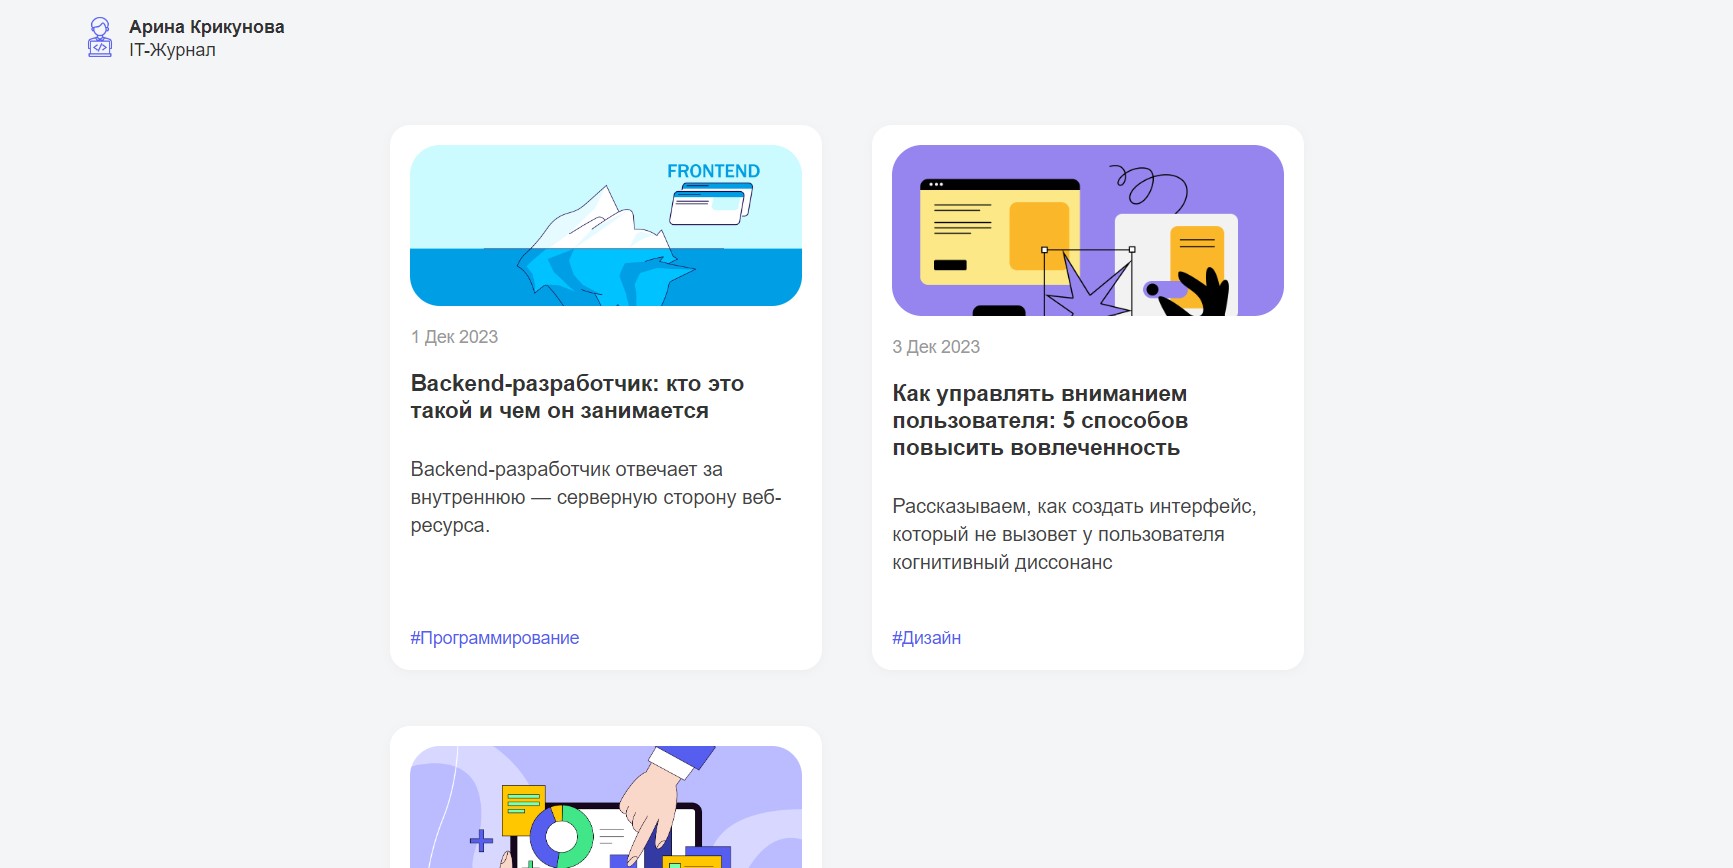 Арина Крикунова
IT-Журнал
FRONTEND
1 Дек 2023
Backend-разработчик: кто это
такой и чем он занимается
Backend-разработчик отвечает за
внутреннюю — серверную сторону веб-
ресурса.
#Программирование
3 Дек 2023
Как управлять вниманием
пользователя: 5 способов
повысить вовлеченность
Рассказываем, как создать интерфейс,
который не вызовет у пользователя
когнитивный диссонанс
#Дизайн